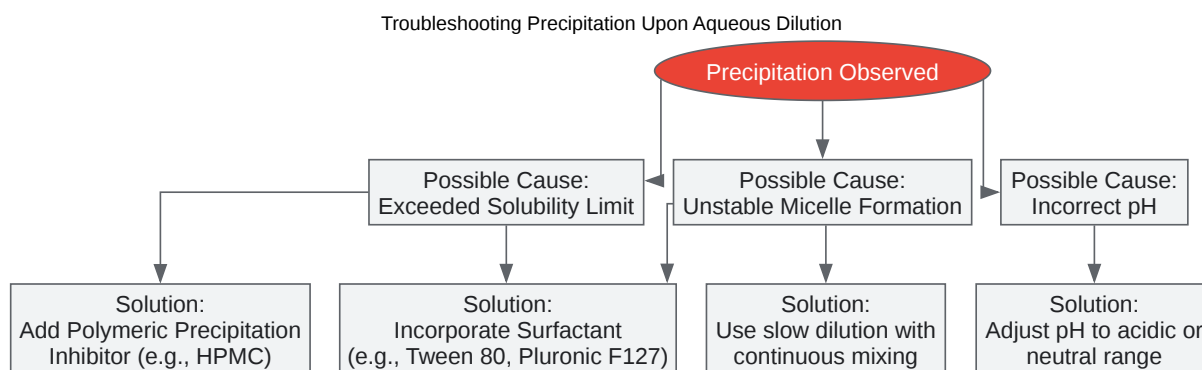 Troubleshooting Precipitation Upon Aqueous Dilution
Precipitation Observed
Possible Cause:
Exceeded Solubility Limit
Possible Cause:
Unstable Micelle Formation
Possible Cause:
Incorrect pH
Solution:
Add Polymeric Precipitation
Inhibitor (e.g., HPMC)
Solution:
Incorporate Surfactant
(e.g., Tween 80, Pluronic F127)
Solution:
Use slow dilution with
continuous mixing
Solution:
Adjust pH to acidic or
neutral range